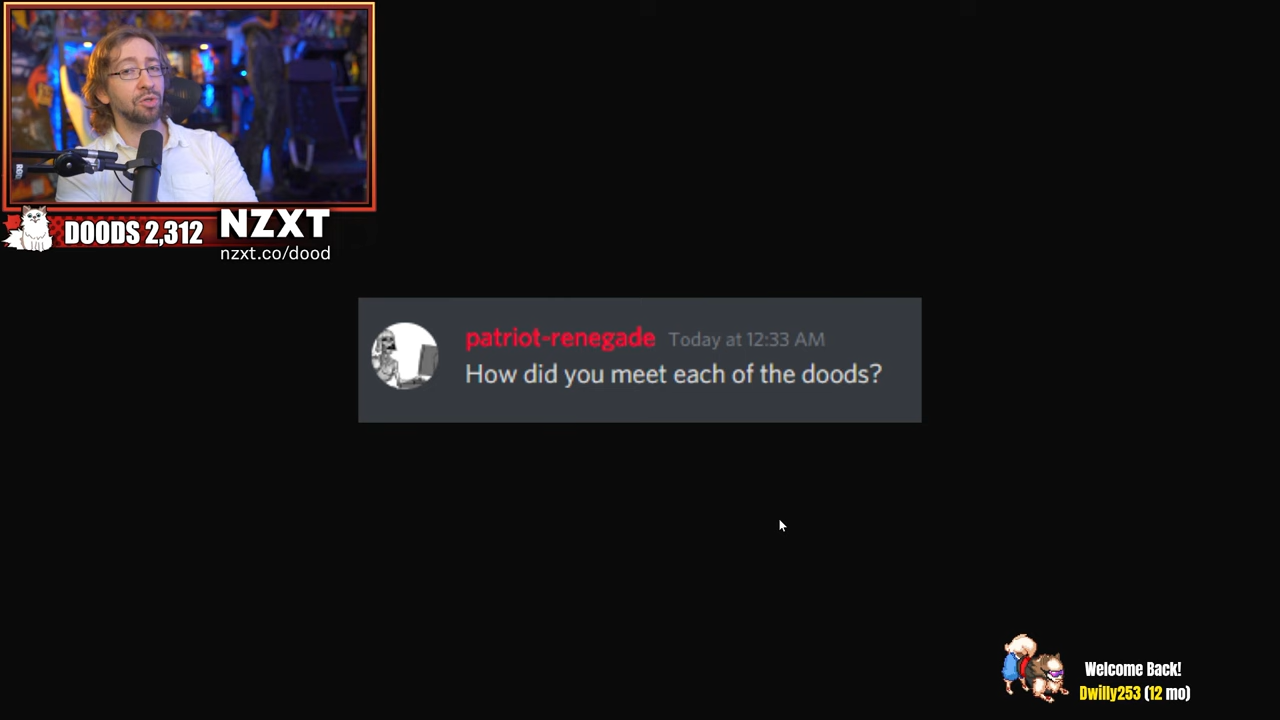 DOODS 2,312
NZXT
nzxt.co/dood
patriot-renegade Today at 12:33 AM
How did you meet each of the doods?
Welcome Back!
Dwilly253 (12 mo)